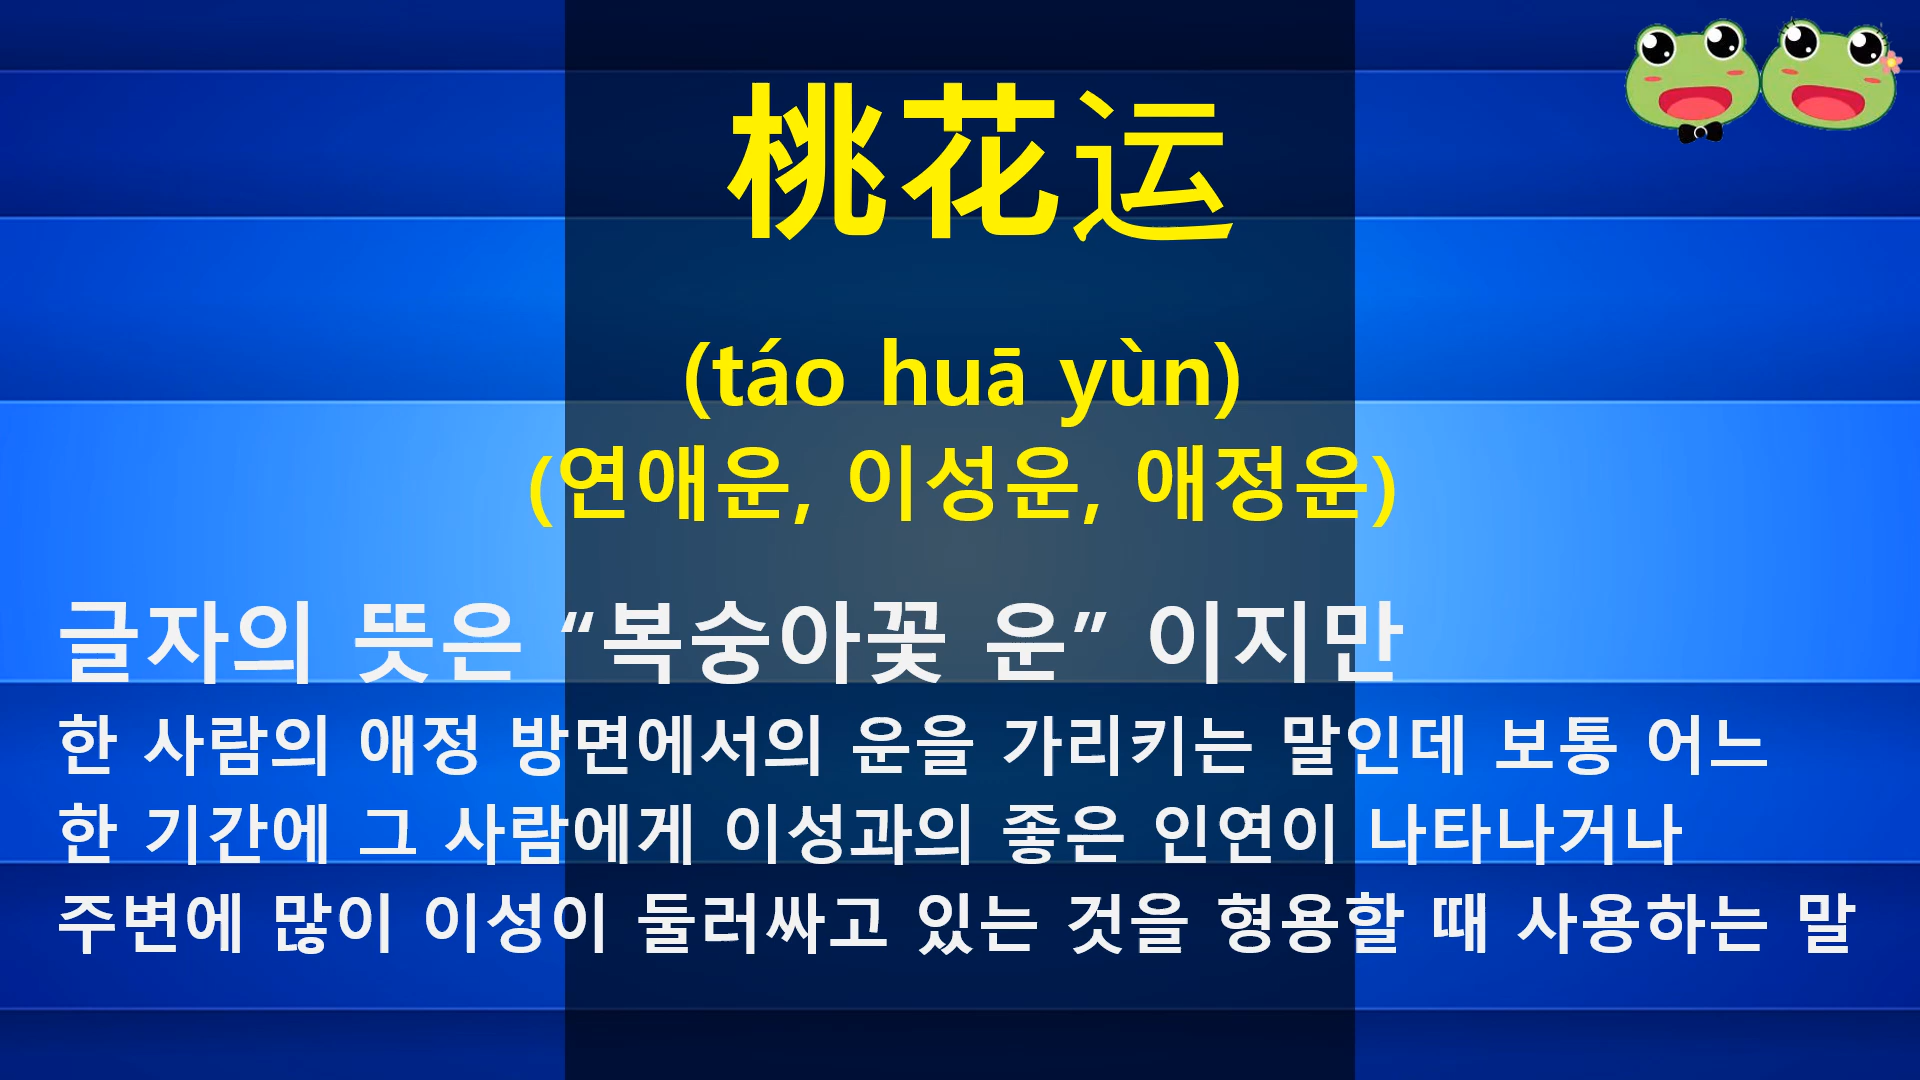 桃花运
(táo huā yùn)
(연애운, 이성운, 애정운)
글자의 뜻은 “복숭아꽃 운” 이지만
한 사람의 애정 방면에서의 운을 가리키는 말인데 보통 어느
한 기간에 그 사람에게 이성과의 좋은 인연이 나타나거나
주변에 많이 이성이 둘러싸고 있는 것을 형용할 때 사용하는 말